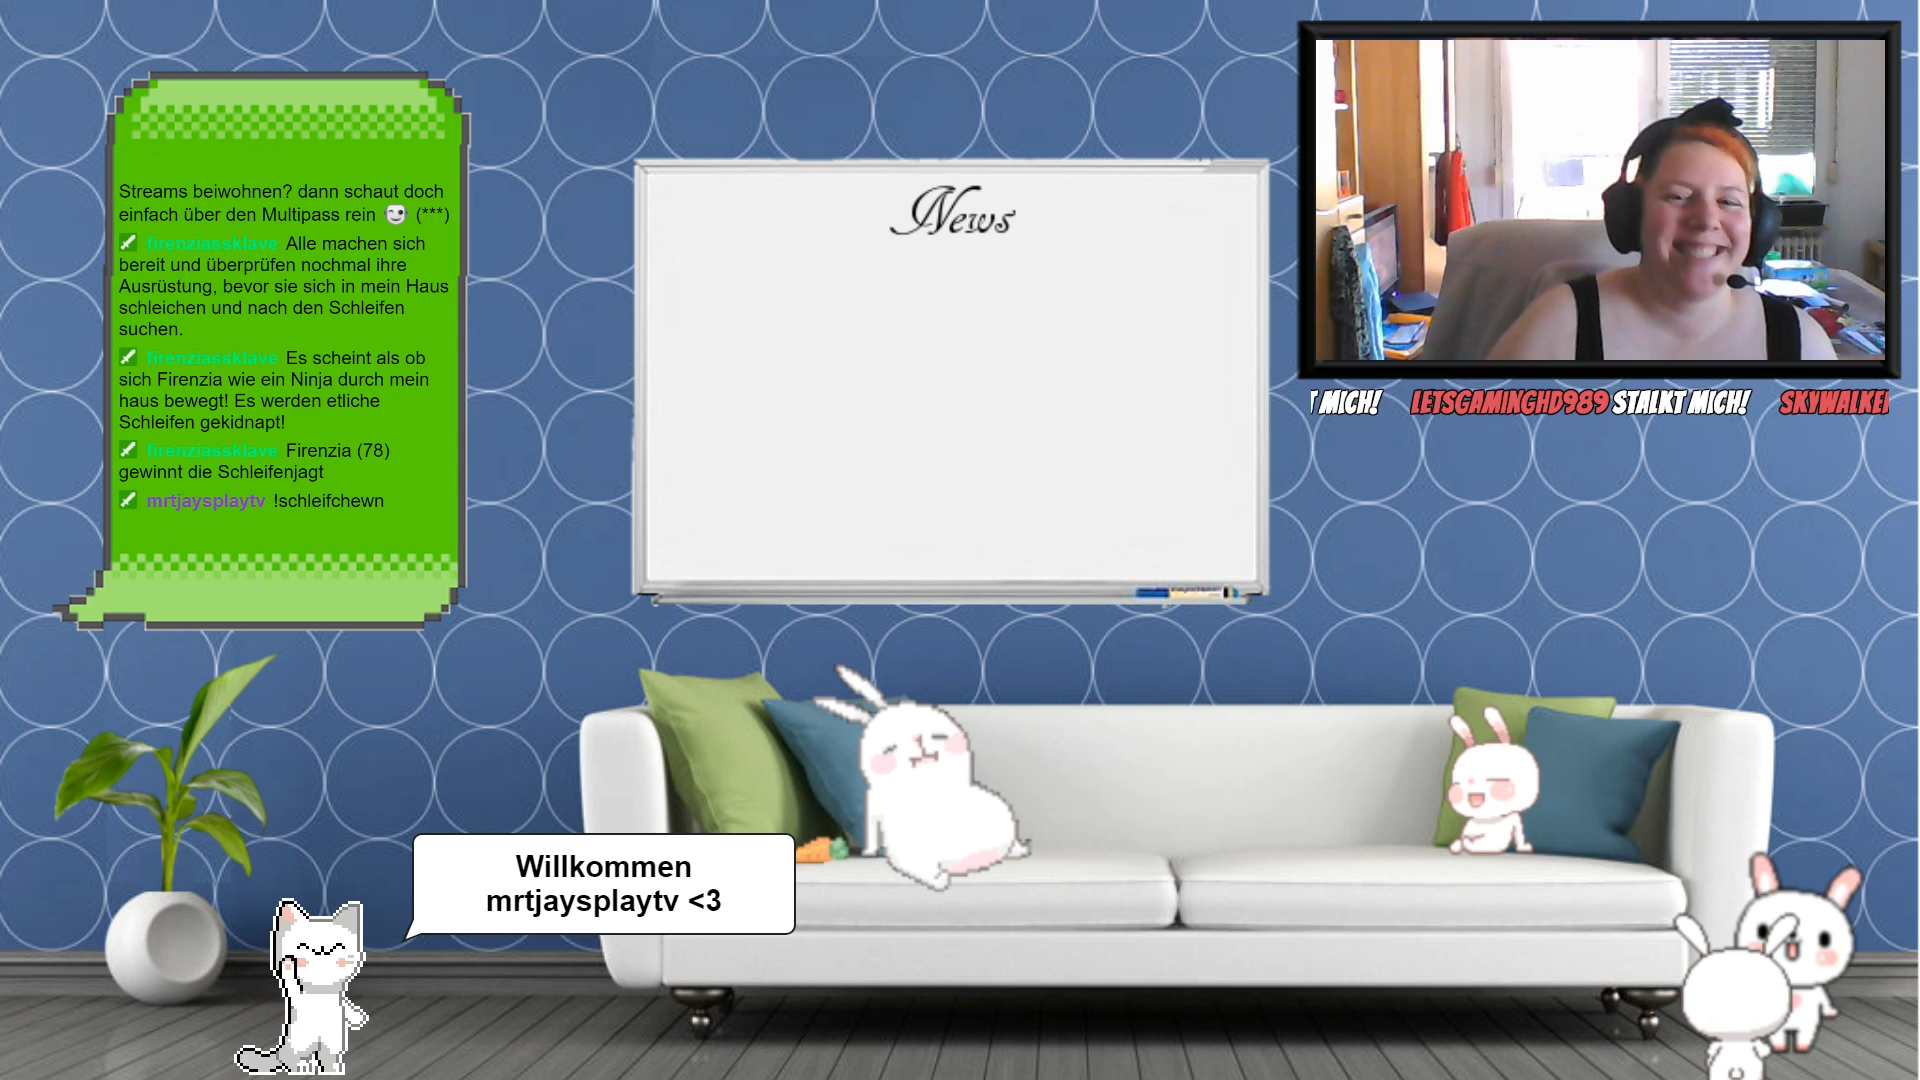 Streams beiwohnen? dann schaut doch
einfach über den Multipass rein (***)
firenziassklave Alle machen sich
bereit und überprüfen nochmal ihre
Ausrüstung, bevor sie sich in mein Haus
schleichen und nach den Schleifen
suchen.
firenziassklave Es scheint als ob
sich Firenzia wie ein Ninja durch mein
haus bewegt! Es werden etliche
Schleifen gekidnapt!
firenziassklave Firenzia (78)
gewinnt die Schleifenjagt
mrtjaysplaytv !schleifchewn
News
T MICH! LETSGAMINGHD989 STALKT MICH! SKYWALKE
Willkommen
mrtjaysplaytv <3